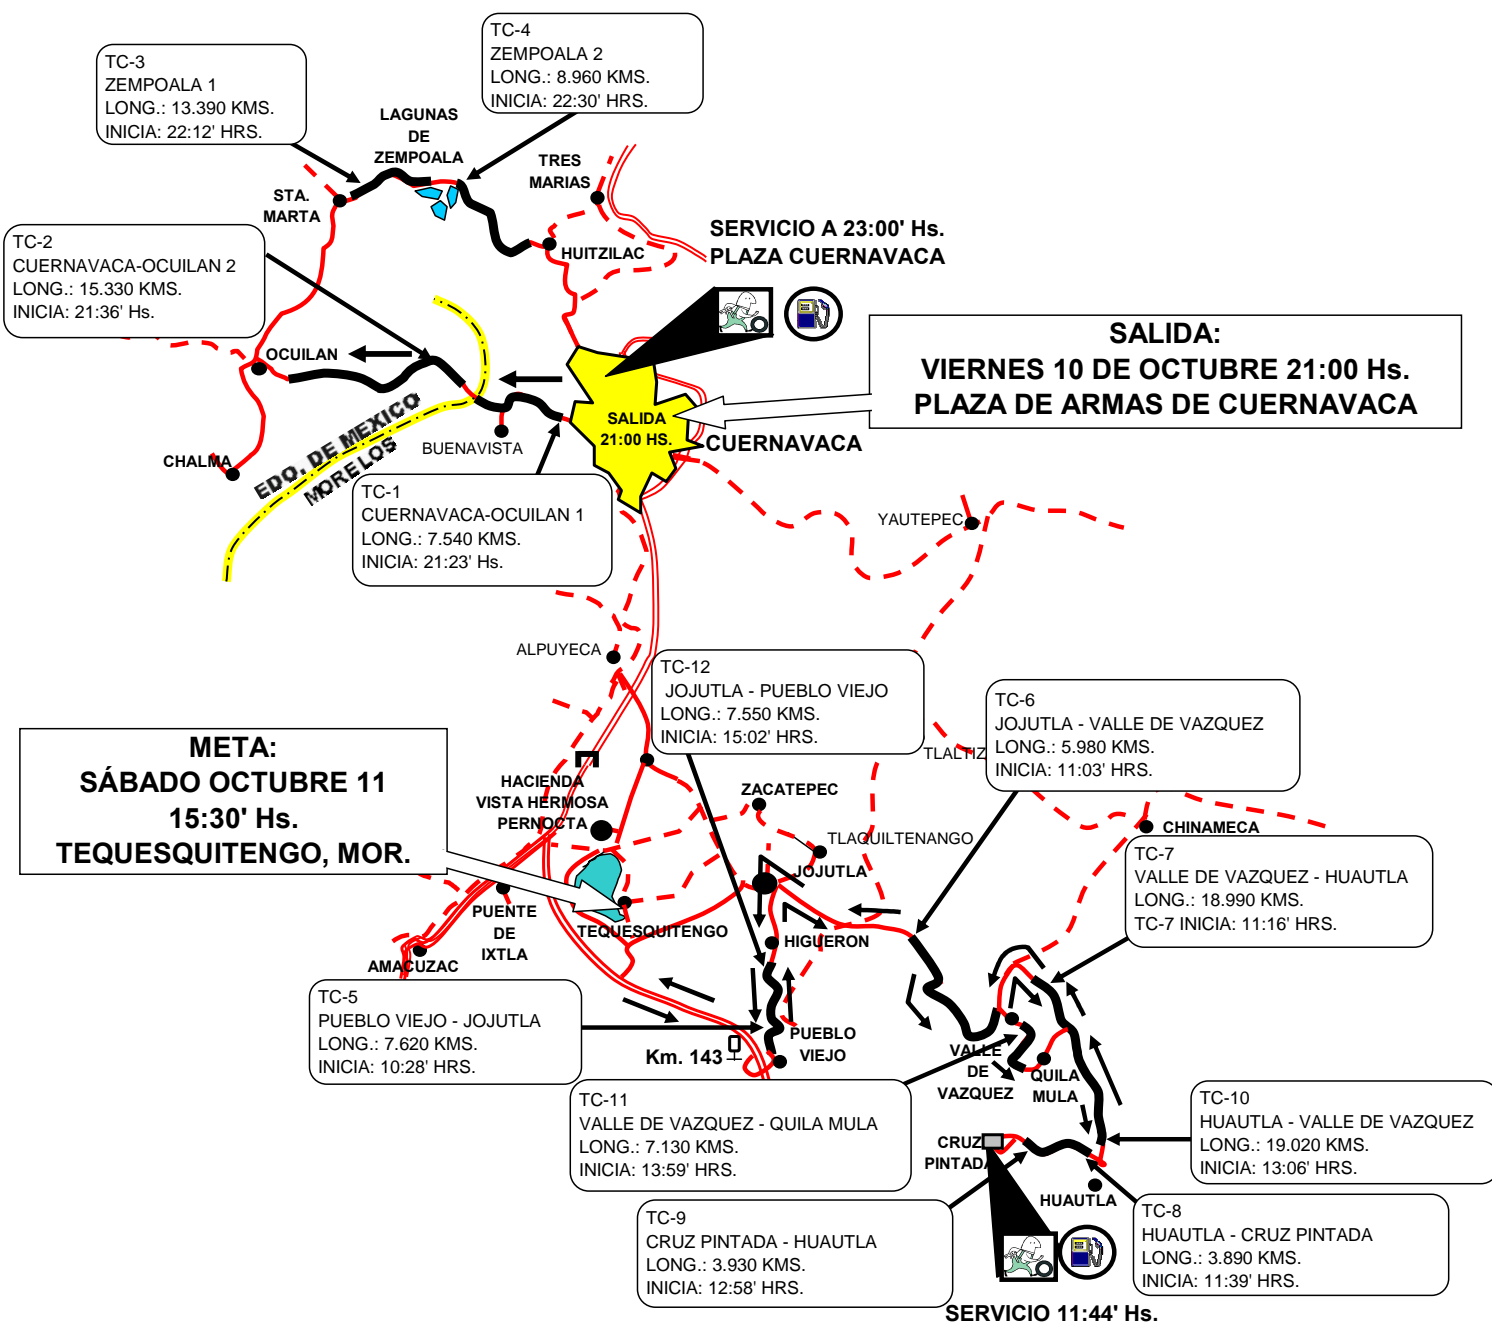 TC-4
ZEMPOALA 2
LONG.: 8.960 KMS.
INICIA: 22:30' HRS.
TC-3
ZEMPOALA 1
LONG.: 13.390 KMS.
INICIA: 22:12' HRS.
LAGUNAS
DE
ZEMPOALA
TRES
MARIAS
STA.
MARTA
SERVICIO A 23:00' Hs.
PLAZA CUERNAVACA
HUITZILAC
TC-2
CUERNAVACA-OCUILAN 2
LONG.: 15.330 KMS.
INICIA: 21:36' Hs.
SALIDA:
VIERNES 10 DE OCTUBRE 21:00 Hs.
PLAZA DE ARMAS DE CUERNAVACA
OCUILAN
SALIDA
21:00 HS.
CUERNAVACA
BUENAVISTA
CHALMA
EDO. DE MEXICO
MORELOS
TC-1
CUERNAVACA-OCUILAN 1
LONG.: 7.540 KMS.
INICIA: 21:23' Hs.
YAUTEPEC
ALPUYECA
TC-12
JOJUTLA - PUEBLO VIEJO
LONG.: 7.550 KMS.
INICIA: 15:02' HRS.
TC-6
JOJUTLA - VALLE DE VAZQUEZ
LONG.: 5.980 KMS.
INICIA: 11:03' HRS.
TLALTIZ
META:
SÁBADO OCTUBRE 11
15:30' Hs.
TEQUESQUITENGO, MOR.
HACIENDA
VISTA HERMOSA
PERNOCTA
ZACATEPEC
TLAQUILTENANGO
CHINAMECA
JOJUTLA
TC-7
VALLE DE VAZQUEZ - HUAUTLA
LONG.: 18.990 KMS.
TC-7 INICIA: 11:16' HRS.
PUENTE
DE
IXTLA
TEQUESQUITENGO
HIGUERON
AMACUZAC
TC-5
PUEBLO VIEJO - JOJUTLA
LONG.: 7.620 KMS.
INICIA: 10:28' HRS.
PUEBLO
VIEJO
Km. 143
VALLE
DE
VAZQUEZ
QUILA
MULA
TC-11
VALLE DE VAZQUEZ - QUILA MULA
LONG.: 7.130 KMS.
INICIA: 13:59' HRS.
TC-10
HUAUTLA - VALLE DE VAZQUEZ
LONG.: 19.020 KMS.
INICIA: 13:06' HRS.
CRUZ
PINTADA
HUAUTLA
TC-9
CRUZ PINTADA - HUAUTLA
LONG.: 3.930 KMS.
INICIA: 12:58' HRS.
TC-8
HUAUTLA - CRUZ PINTADA
LONG.: 3.890 KMS.
INICIA: 11:39' HRS.
SERVICIO 11:44' Hs.